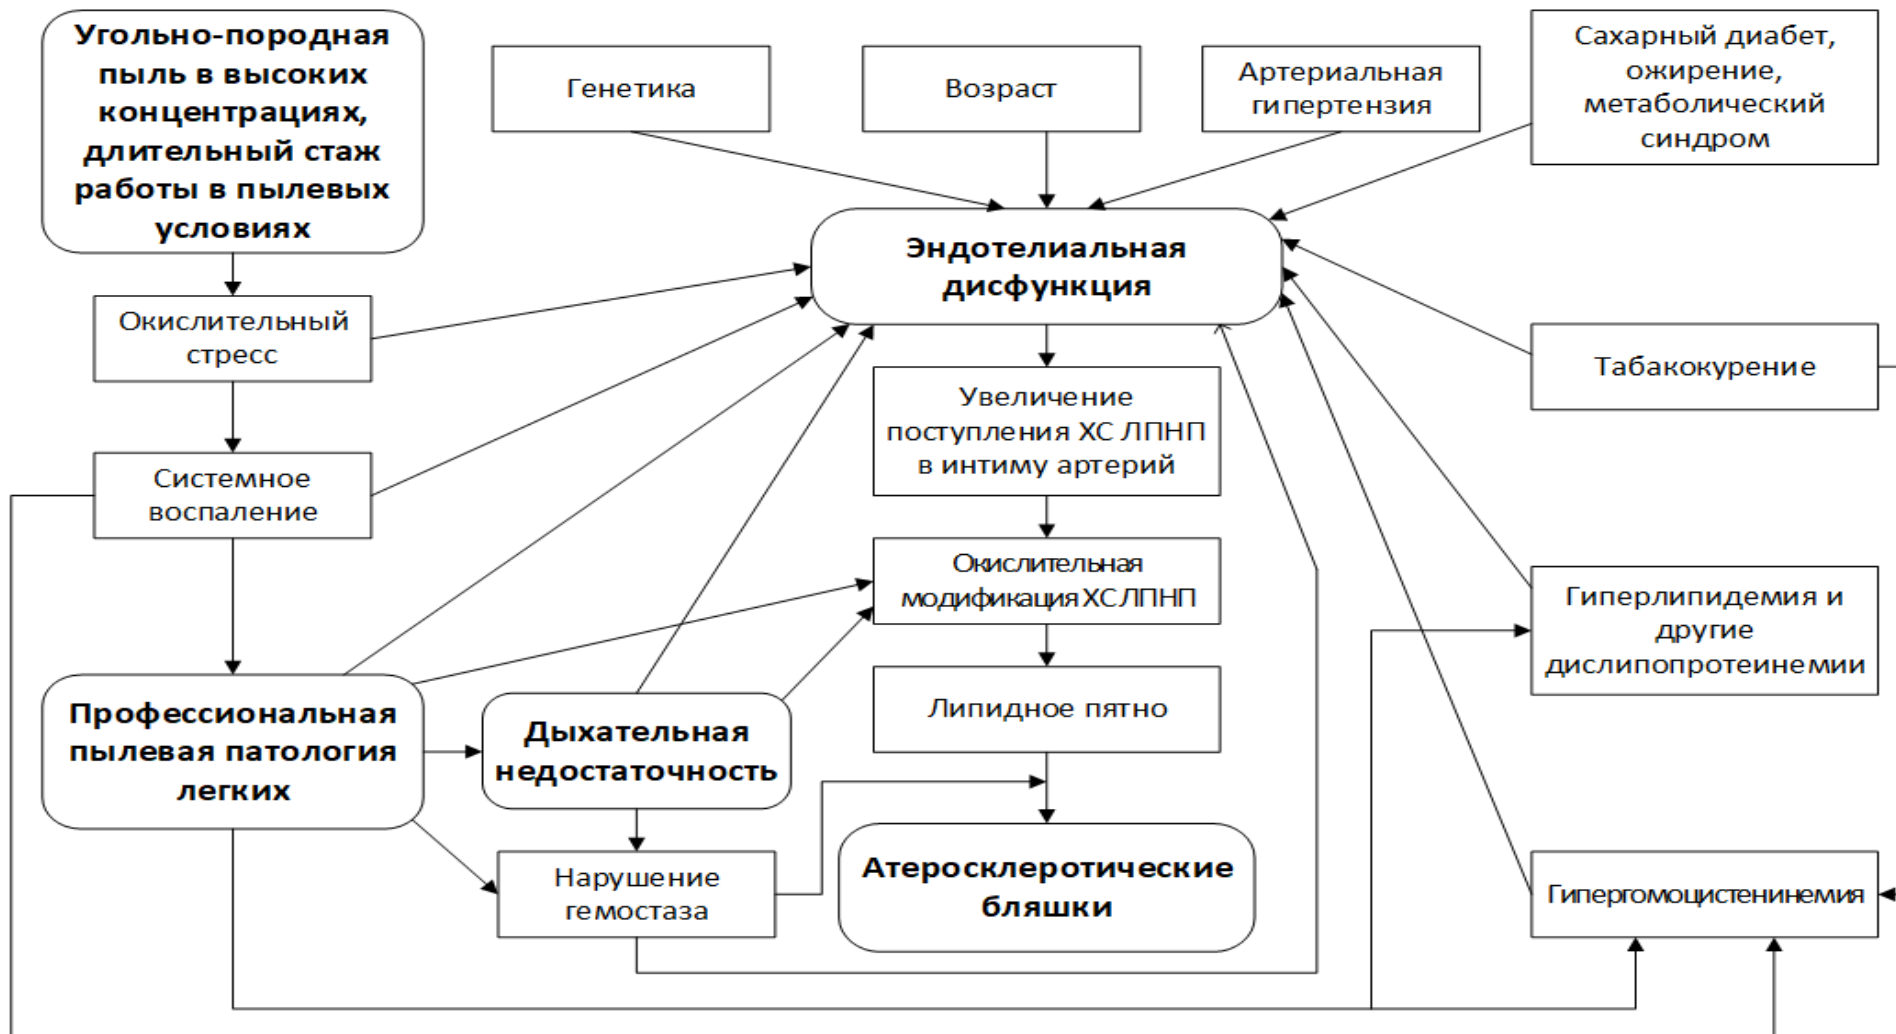 Угольно-породная
пыль в высоких
концентрациях,
длительный стаж
работы в пылевых
условиях
Генетика
Возраст
Артериальная
гипертензия
Сахарный диабет,
ожирение,
метаболический
синдром
Эндотелиальная
дисфункция
Окислительный
стресс
Увеличение
поступления ХС ЛПНП
в интиму артерий
Табакокурение
Системное
воспаление
Окислительная
модификация ХС ЛПНП
Гиперлипидемия и
другие
дислипопротеинемии
Профессиональная
пылевая патология
легких
Дыхательная
недостаточность
Липидное пятно
Нарушение
гемостаза
Атеросклеротические
бляшки
Гипергомоцистенинемия